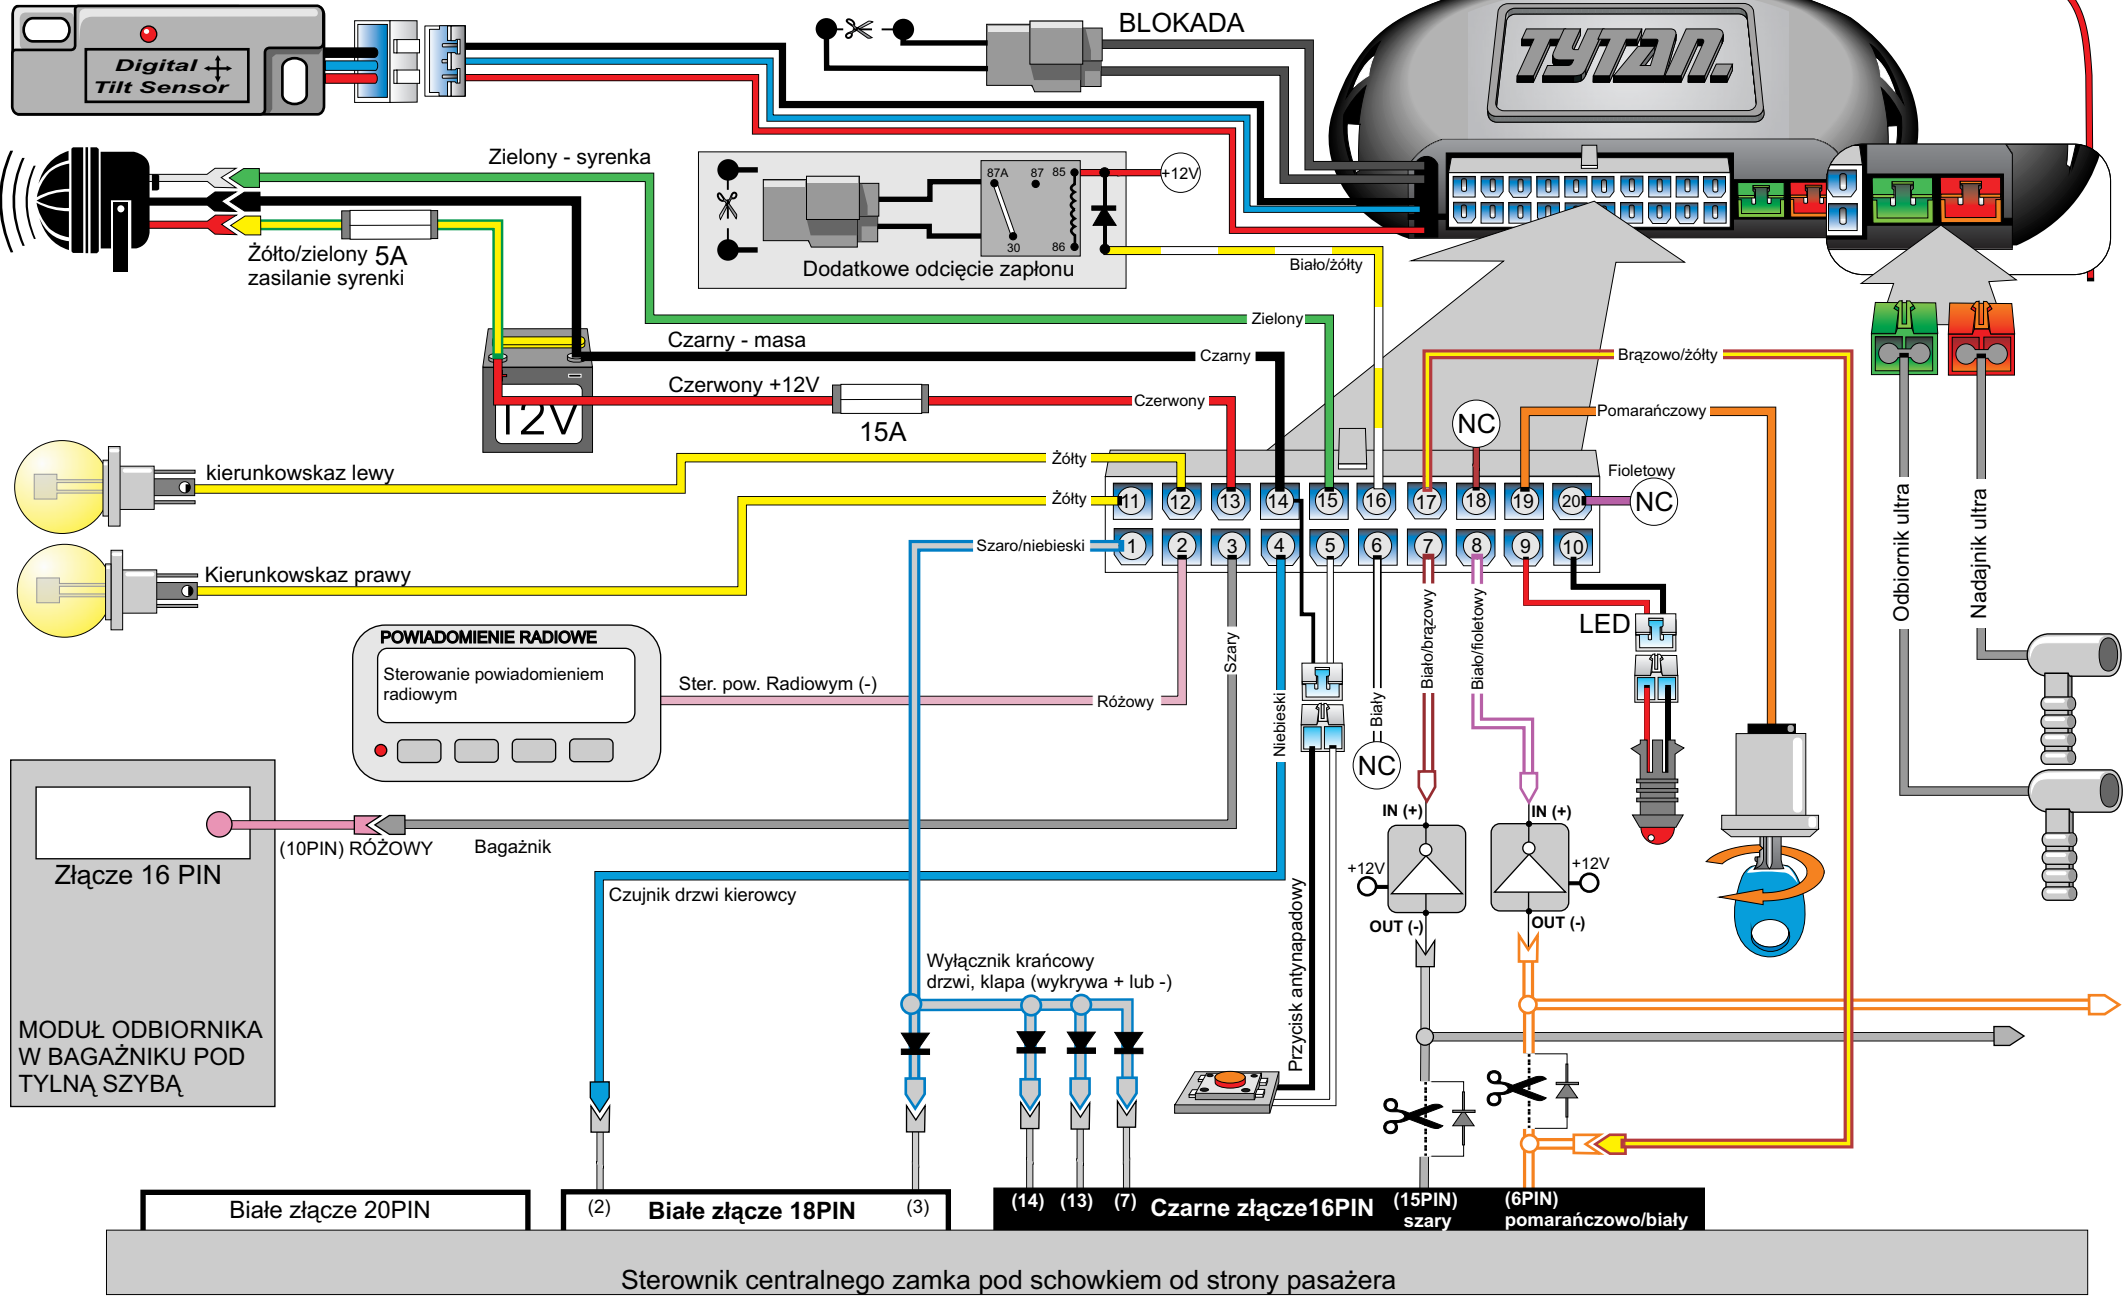 Digital
Tilt Sensor
BLOKADA
TYTAN.
Zielony - syrenka
Żółto/zielony 5A
zasilanie syrenki
87A 87 85
+12V
30 86
Dodatkowe odcięcie zapłonu
Biało/żółty
Zielony
Czarny - masa
Czarny
Brązowo/żółty
Czerwony +12V
Czerwony
15A
12V
Pomarańczowy
NC
kierunkowskaz lewy
Żółty
Fioletowy
NC
Żółty
11 12 13 14 15 16 17 18 19 20
1 2 3 4 5 6 7 8 9 10
Szaro/niebieski
Kierunkowskaz prawy
Odbiornik ultra
Nadajnik ultra
LED
POWIADOMIENIE RADIOWE
Sterowanie powiadomieniem
radiowym
Ster. pow. Radiowym (-)
Różowy
Szary
Niebieski
Biały
NC
Biało/brązowy
Biało/fioletowy
IN (+)
IN (+)
+12V
+12V
OUT (-)
OUT (-)
(10PIN) RÓŻOWY
Bagażnik
Złącze 16 PIN
Czujnik drzwi kierowcy
Przycisk antynapadowy
Wyłącznik krańcowy
drzwi, klapa (wykrywa + lub -)
MODUŁ ODBIORNIKA
W BAGAŻNIKU POD
TYLNĄ SZYBĄ
Białe złącze 20PIN
(2)
Białe złącze 18PIN
(3)
(14) (13) (7)
Czarne złącze16PIN
(15PIN)
szary
(6PIN)
pomarańczowo/biały
Sterownik centralnego zamka pod schowkiem od strony pasażera